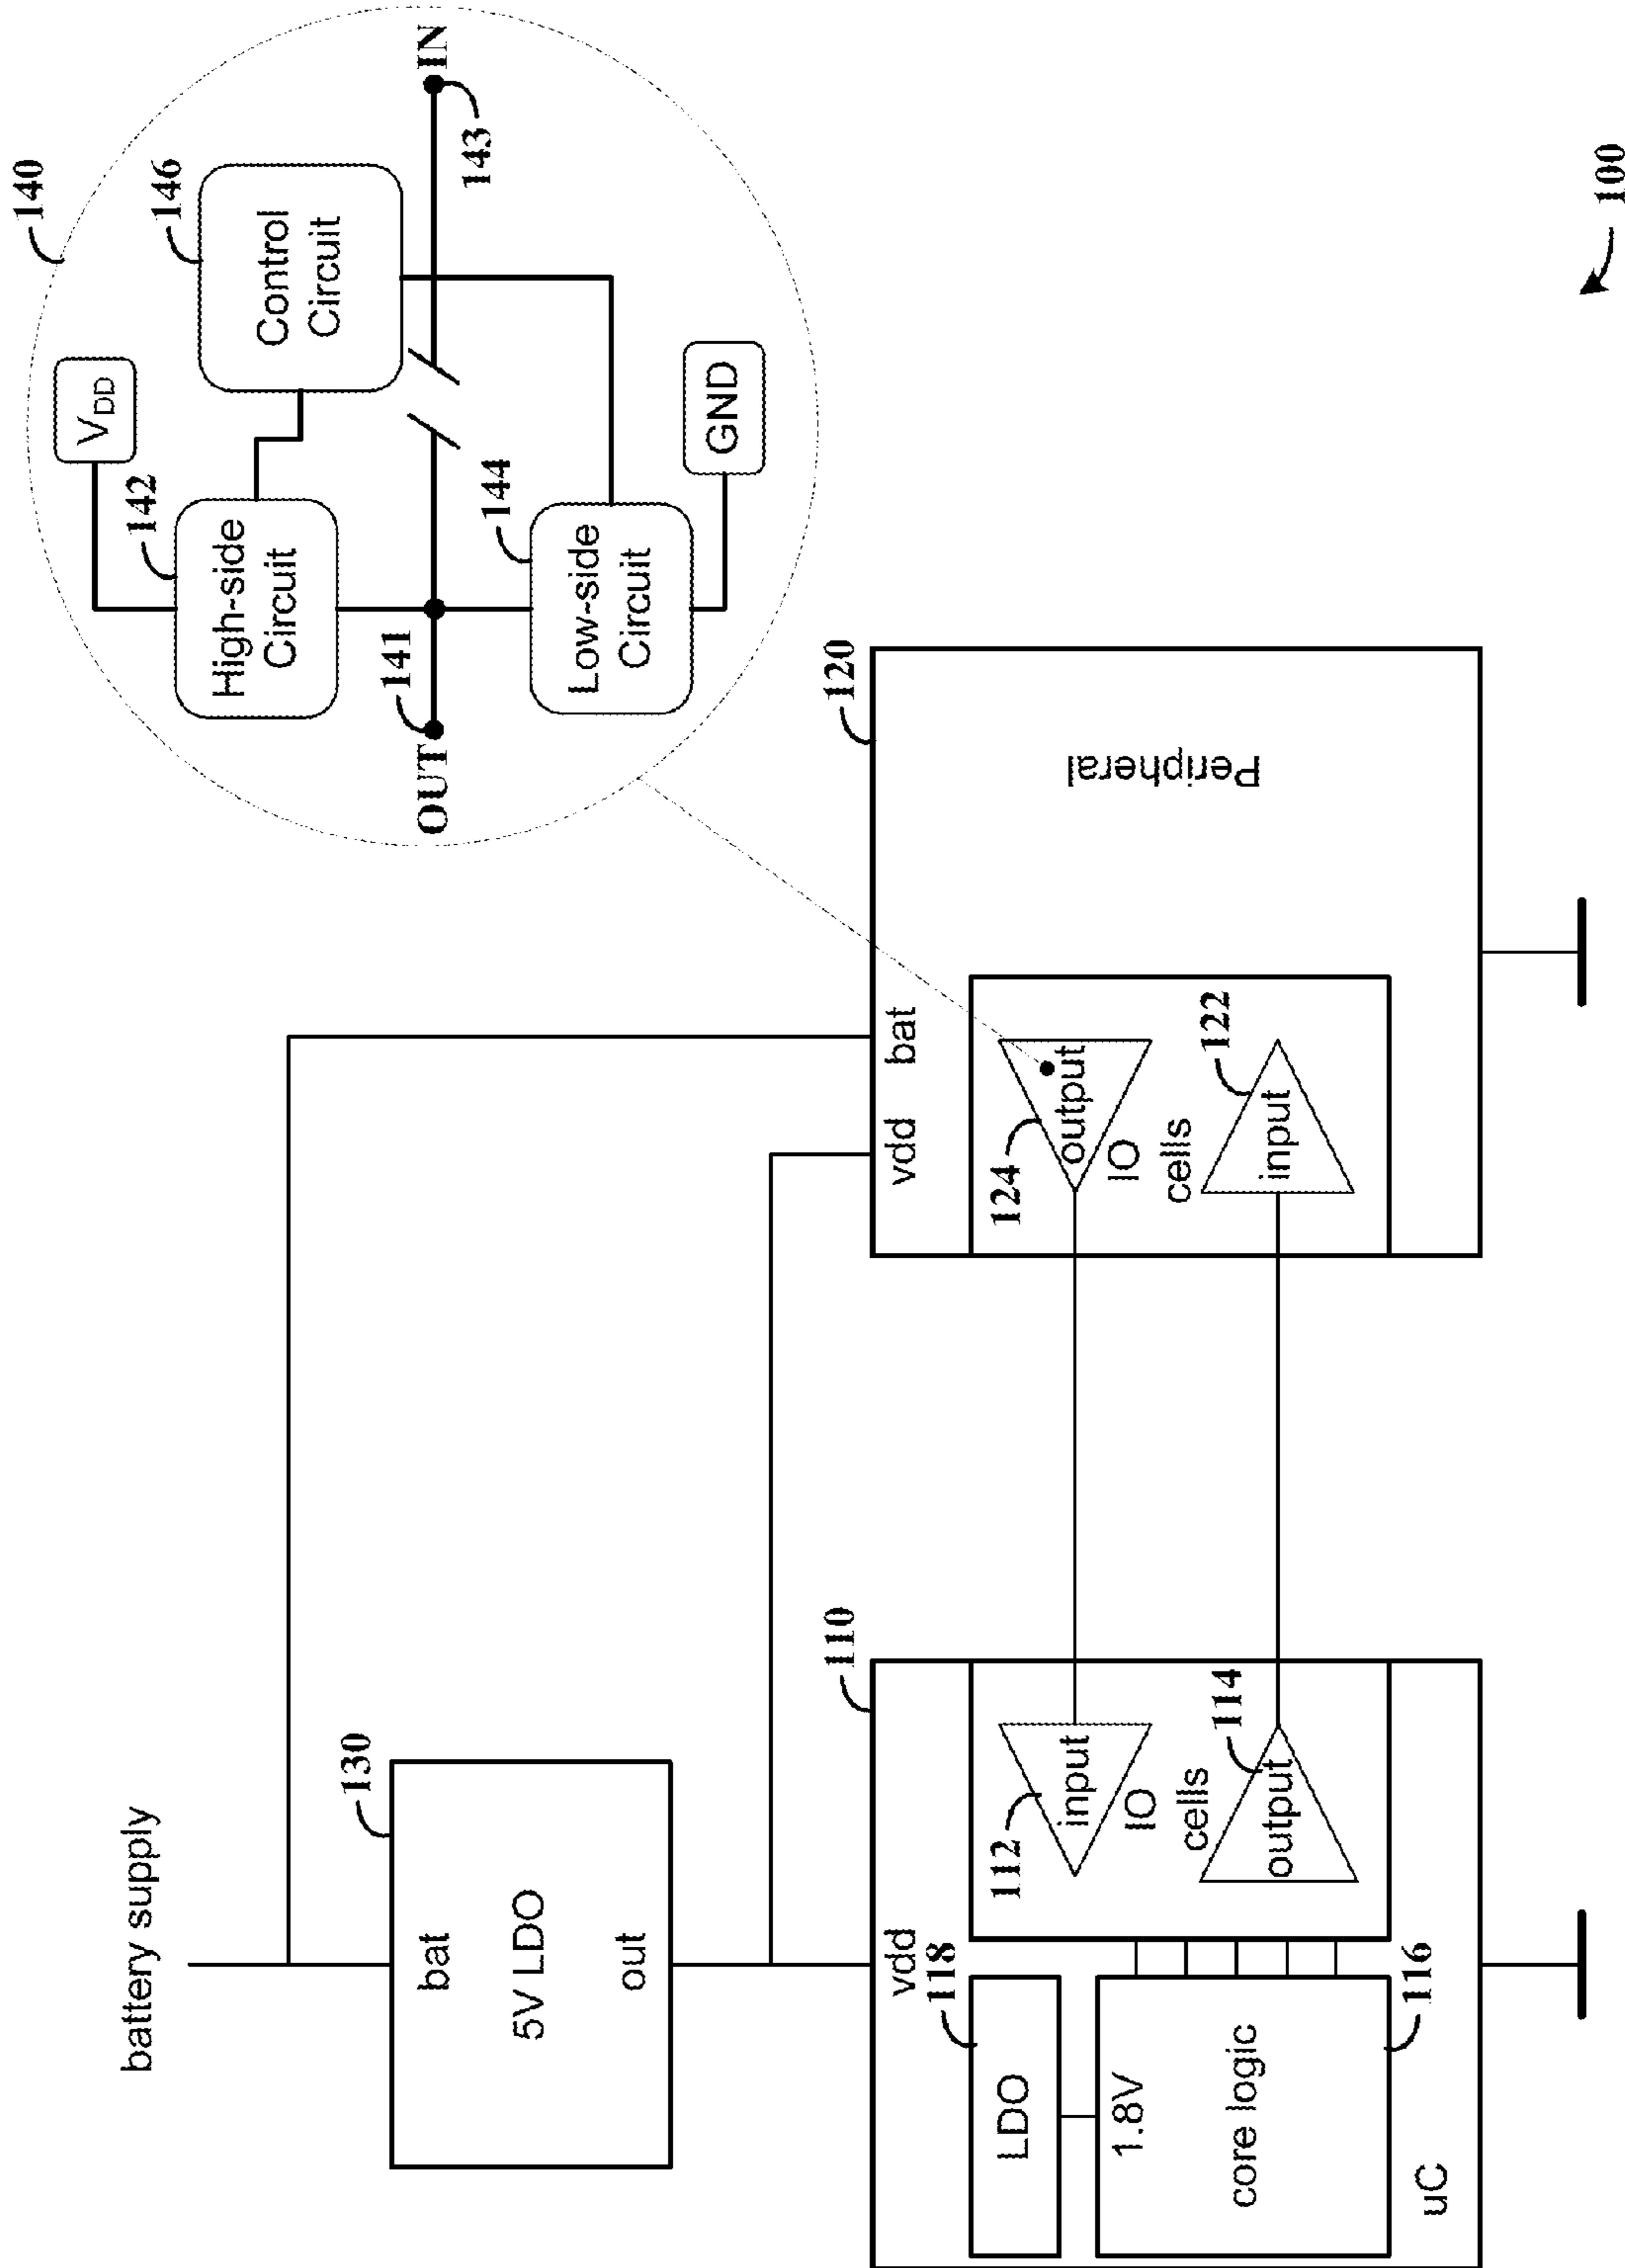 battery supply
130
bat
5V LDO
out
140
142
V_DD
146
High-side
Circuit
Control
Circuit
OUT
141
IN
143
144
Low-side
Circuit
GND
110
vdd
118
LDO
1.8V
core logic
116
uC
112
input
IO
cells
114
output
120
vdd
bat
124
output
IO
cells
122
input
Peripheral
100